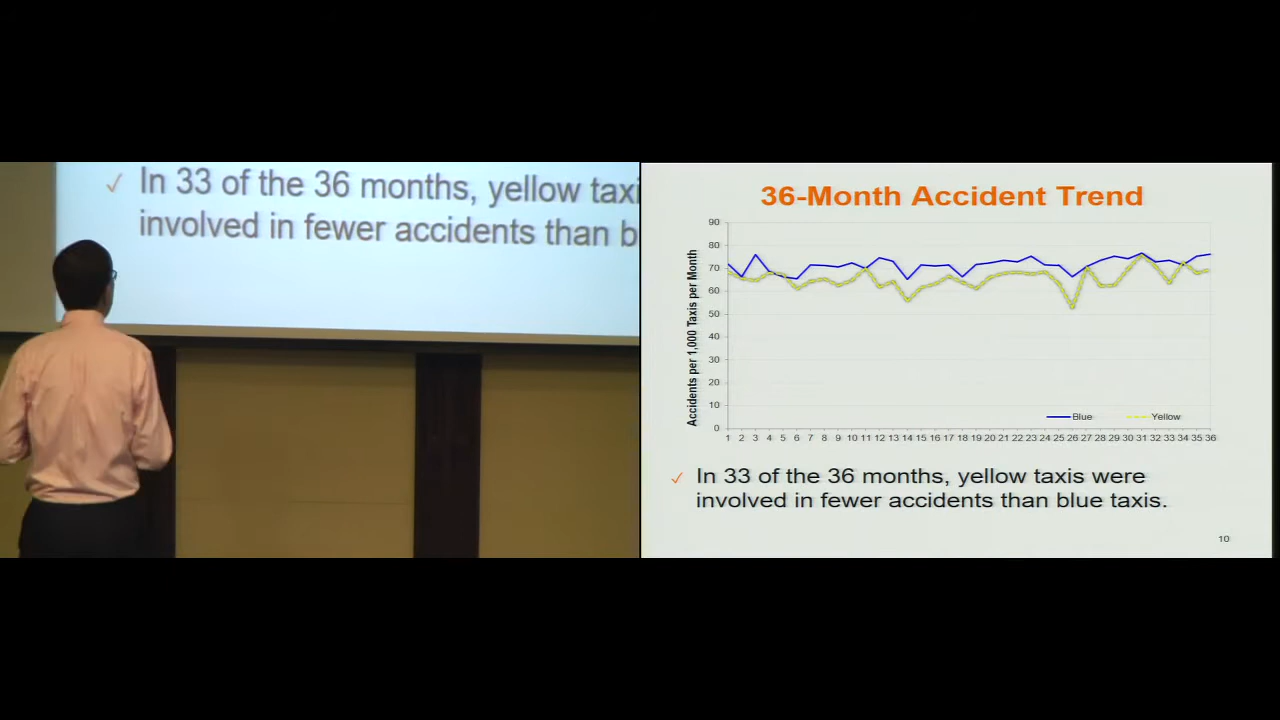 In 33 of the 36 months, yellow taxi
involved in fewer accidents than b
36-Month Accident Trend
Accidents per 1,000 Taxis per Month
90
80
70
60
50
40
30
20
10
0
Blue
Yellow
1 2 3 4 5 6 7 8 9 10 11 12 13 14 15 16 17 18 19 20 21 22 23 24 25 26 27 28 29 30 31 32 33 34 35 36
✓ In 33 of the 36 months, yellow taxis were
involved in fewer accidents than blue taxis.
10